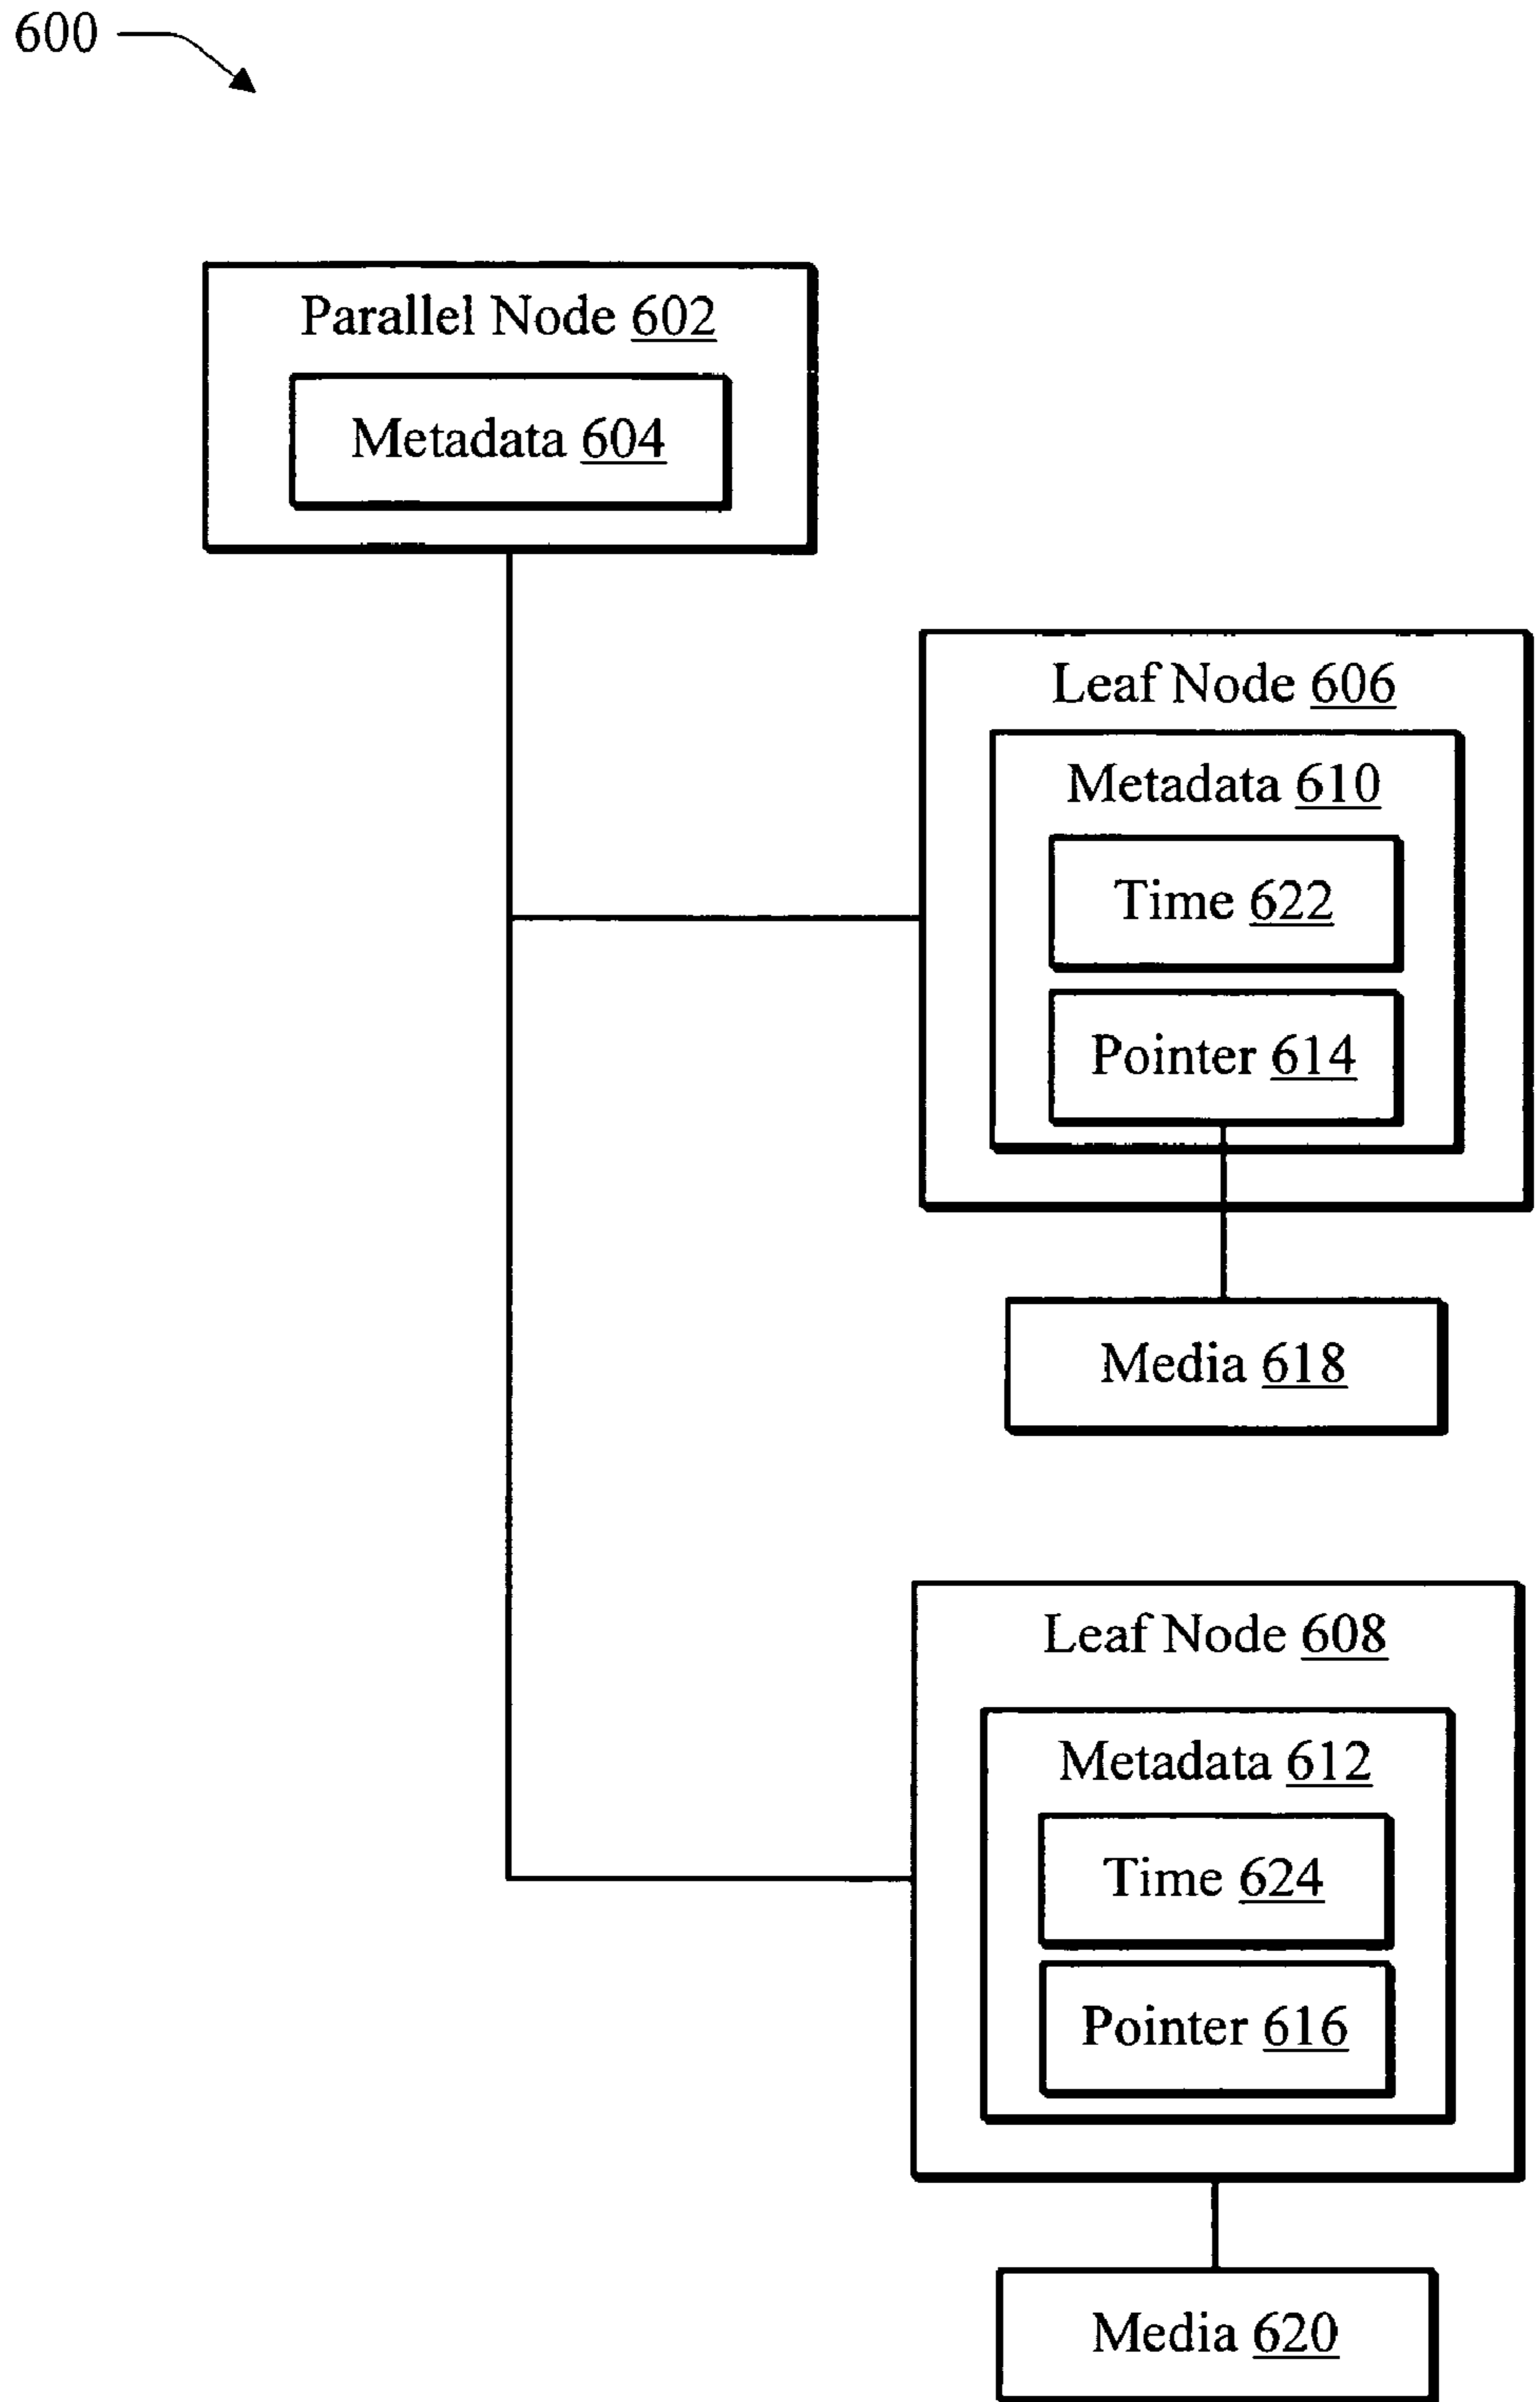 600
Parallel Node 602
Metadata 604
Leaf Node 606
Metadata 610
Time 622
Pointer 614
Media 618
Leaf Node 608
Metadata 612
Time 624
Pointer 616
Media 620